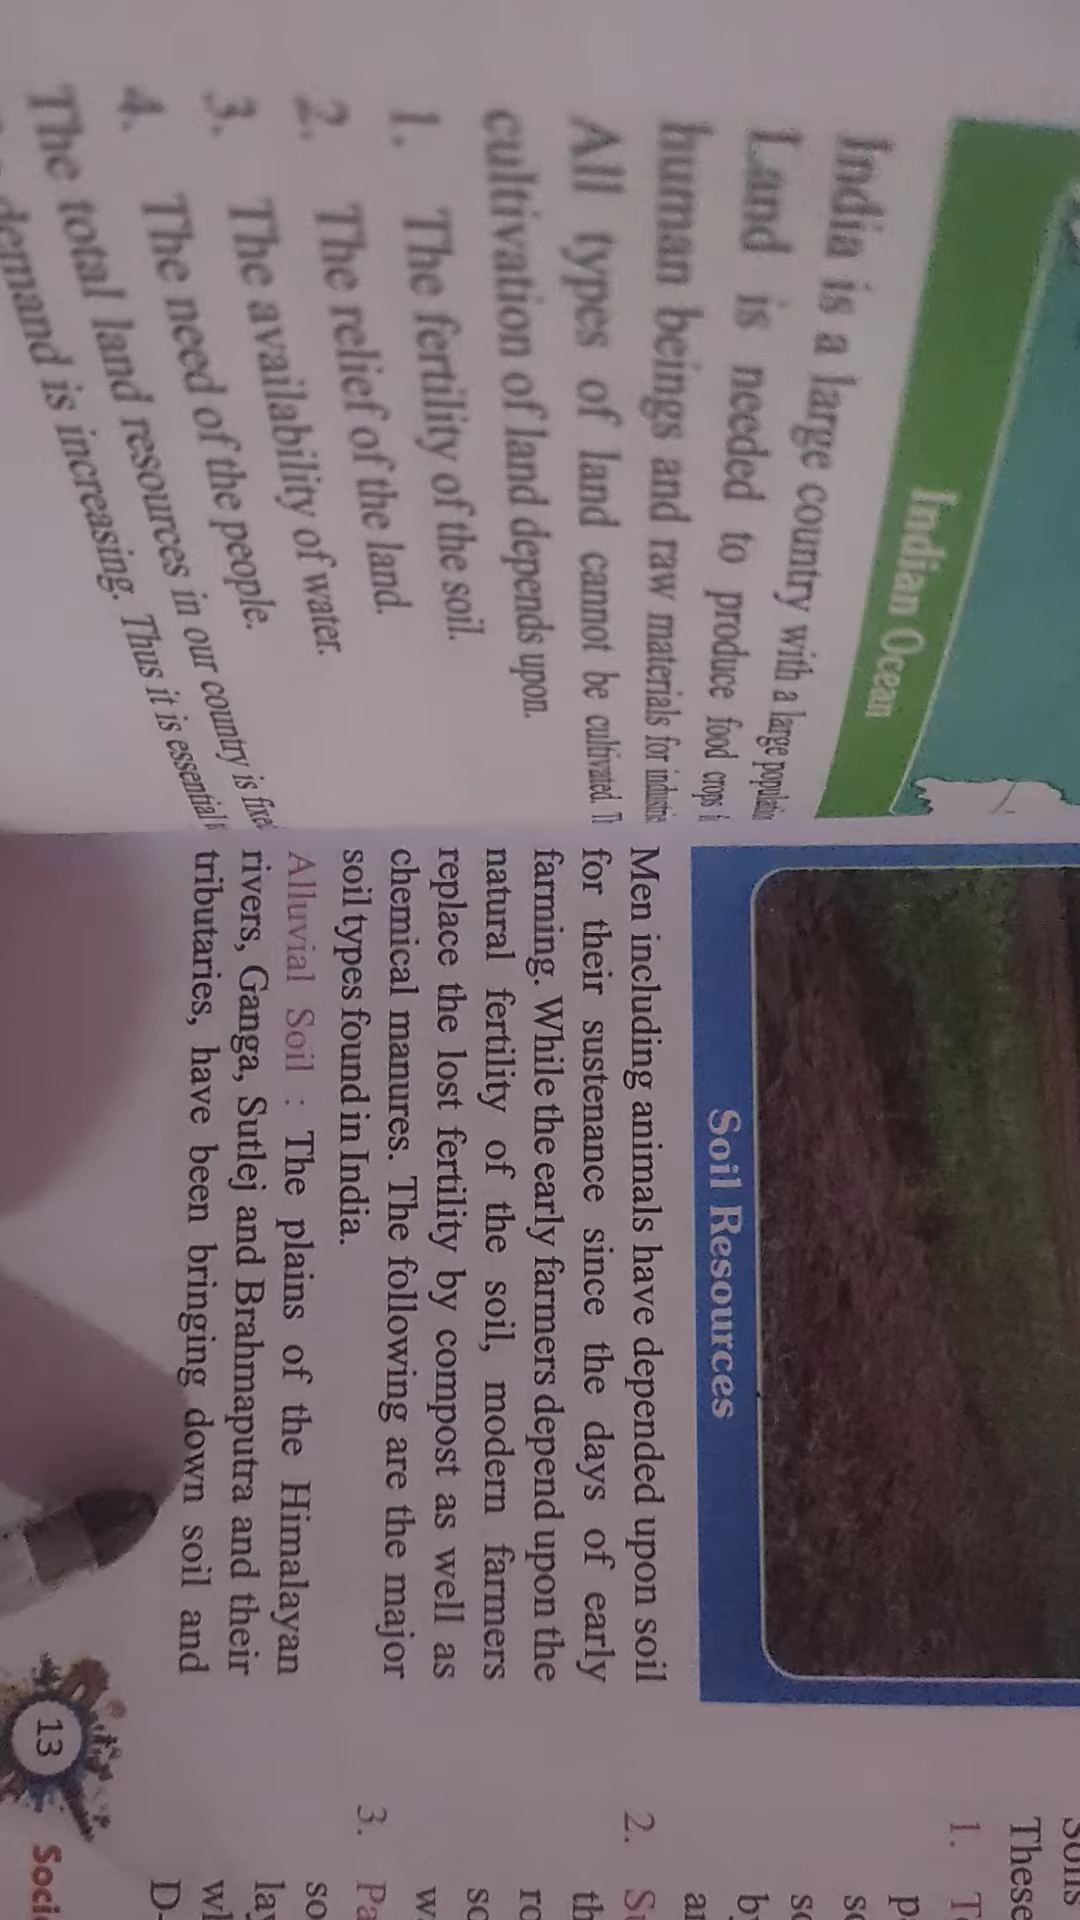 Indian Ocean
India is a large country with a large
Land is needed to produce food crops
human beings and raw materials for
All types of land cannot be cultivated.
cultivation of land depends upon.
1. The fertility of the soil.
2. The relief of the land.
3. The availability of water.
4. The need of the people.
The total land resources in our country is
demand is increasing. Thus it is essential
Soil Resources
Men including animals have depended upon soil
for their sustenance since the days of early
farming. While the early farmers depend upon the
natural fertility of the soil, modern farmers
replace the lost fertility by compost as well as
chemical manures. The following are the major
soil types found in India.
Alluvial Soil : The plains of the Himalayan
rivers, Ganga, Sutlej and Brahmaputra and their
tributaries, have been bringing down soil and
13
These
1.
2.
3.